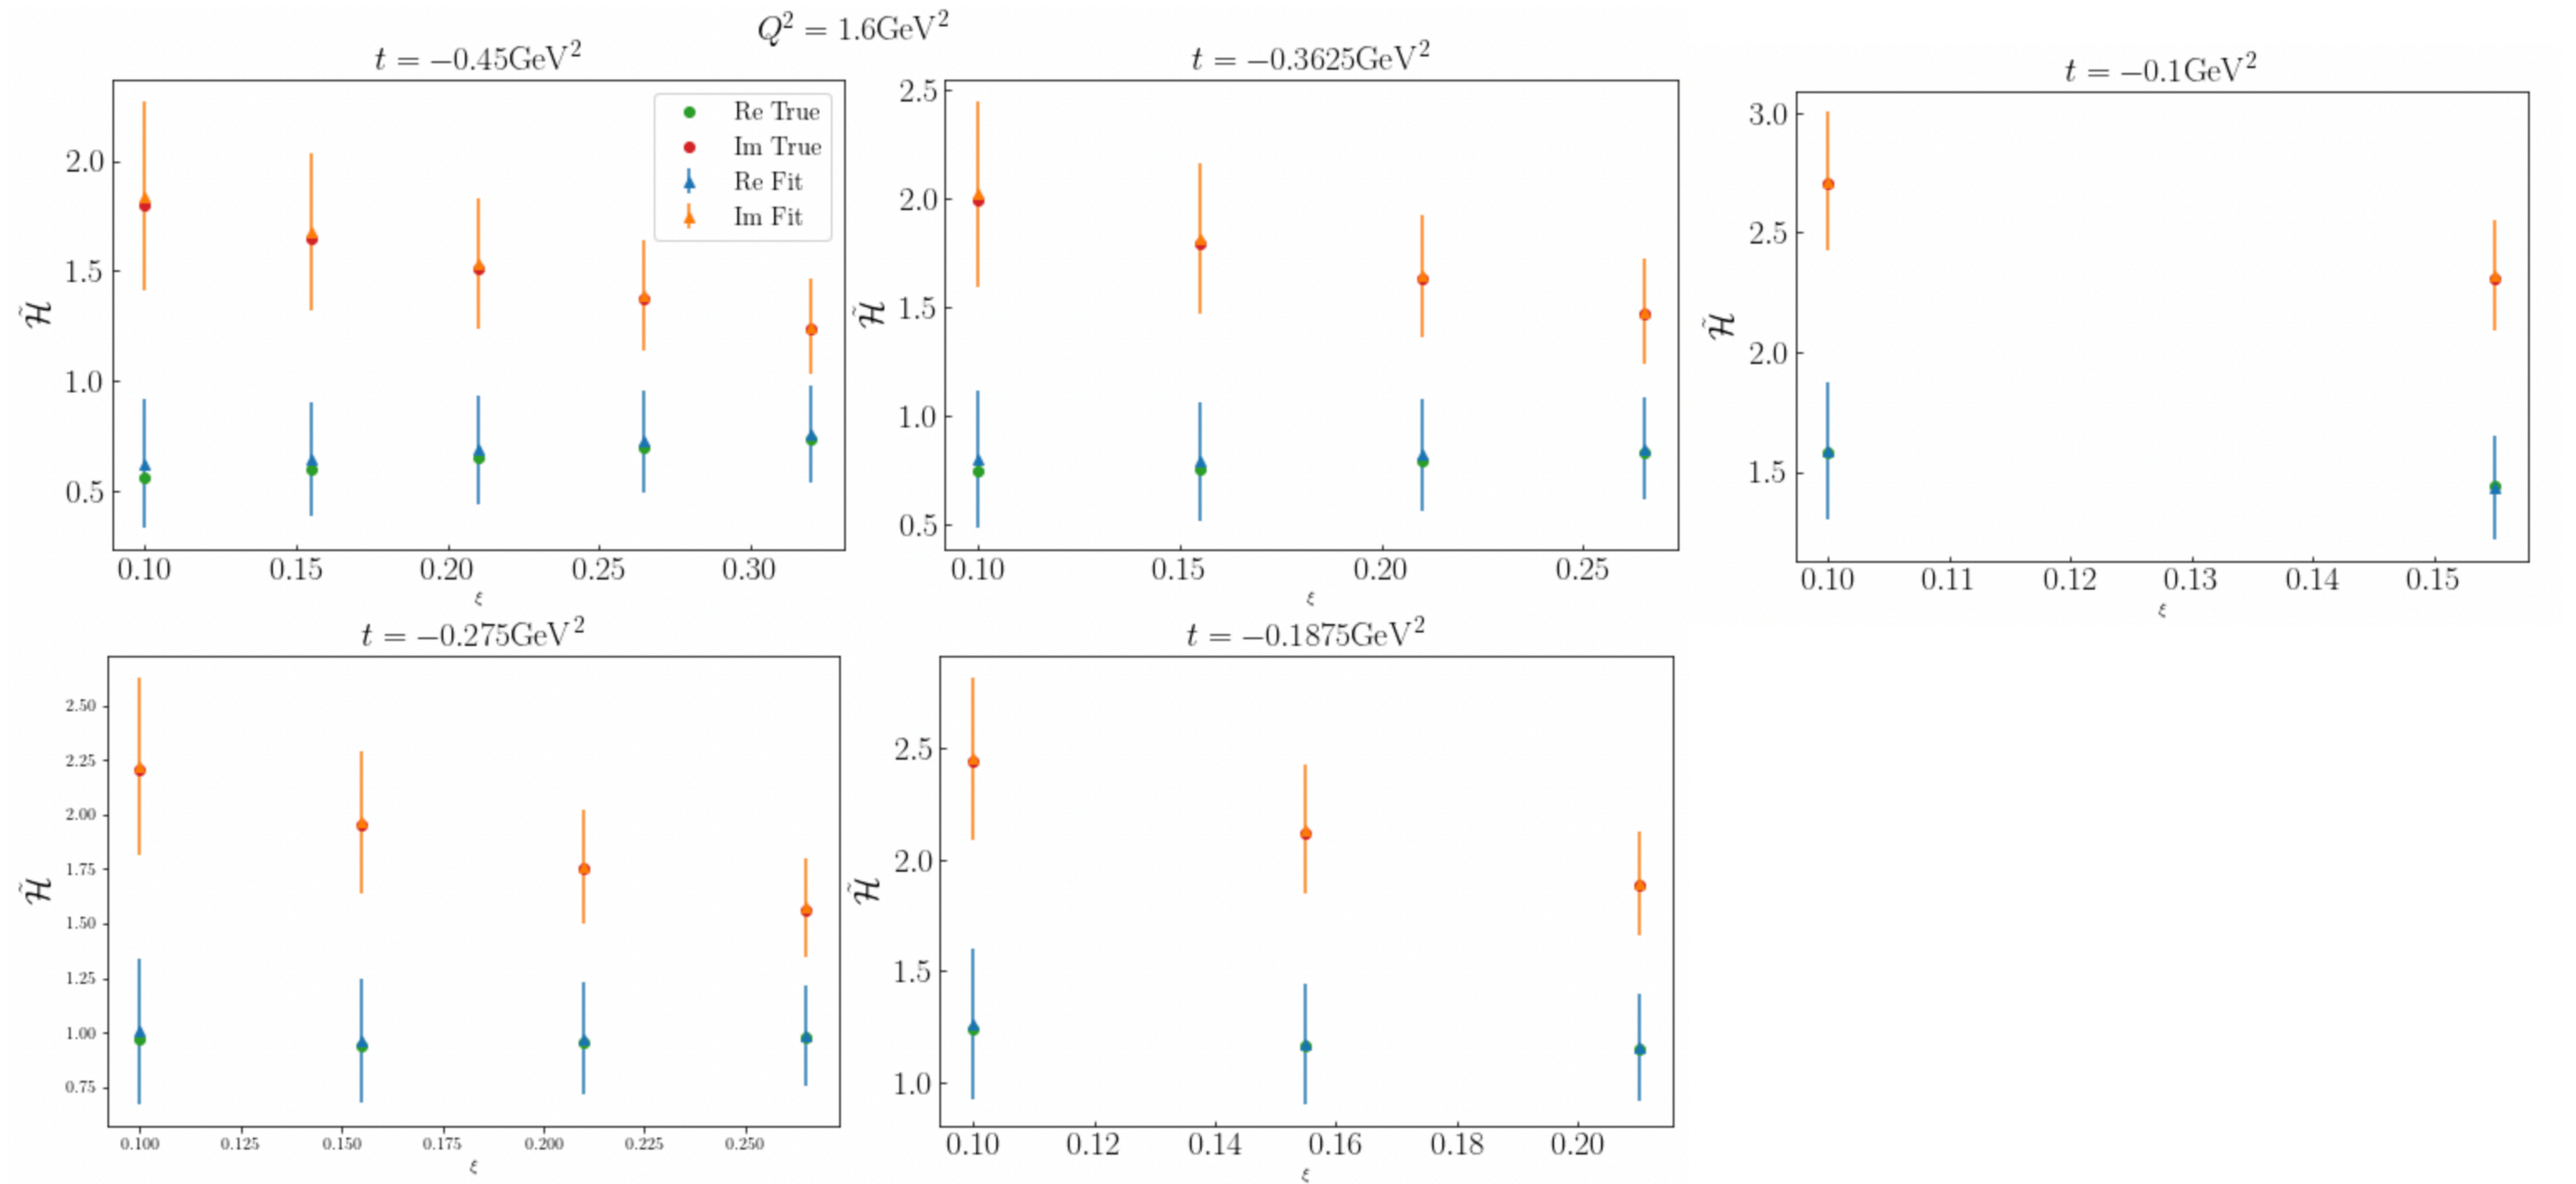 Q² = 1.6GeV²
t = −0.45GeV²
2.0
1.5
1.0
0.5
H̃
Re True
Im True
Re Fit
Im Fit
0.10 0.15 0.20 0.25 0.30
ξ
t = −0.3625GeV²
2.5
2.0
1.5
1.0
0.5
H̃
0.10 0.15 0.20 0.25
ξ
t = −0.1GeV²
3.0
2.5
2.0
1.5
H̃
0.10 0.11 0.12 0.13 0.14 0.15
ξ
t = −0.275GeV²
2.50
2.25
2.00
1.75
1.50
1.25
1.00
0.75
H̃
0.100 0.125 0.150 0.175 0.200 0.225 0.250
ξ
t = −0.1875GeV²
2.5
2.0
1.5
1.0
H̃
0.10 0.12 0.14 0.16 0.18 0.20
ξ